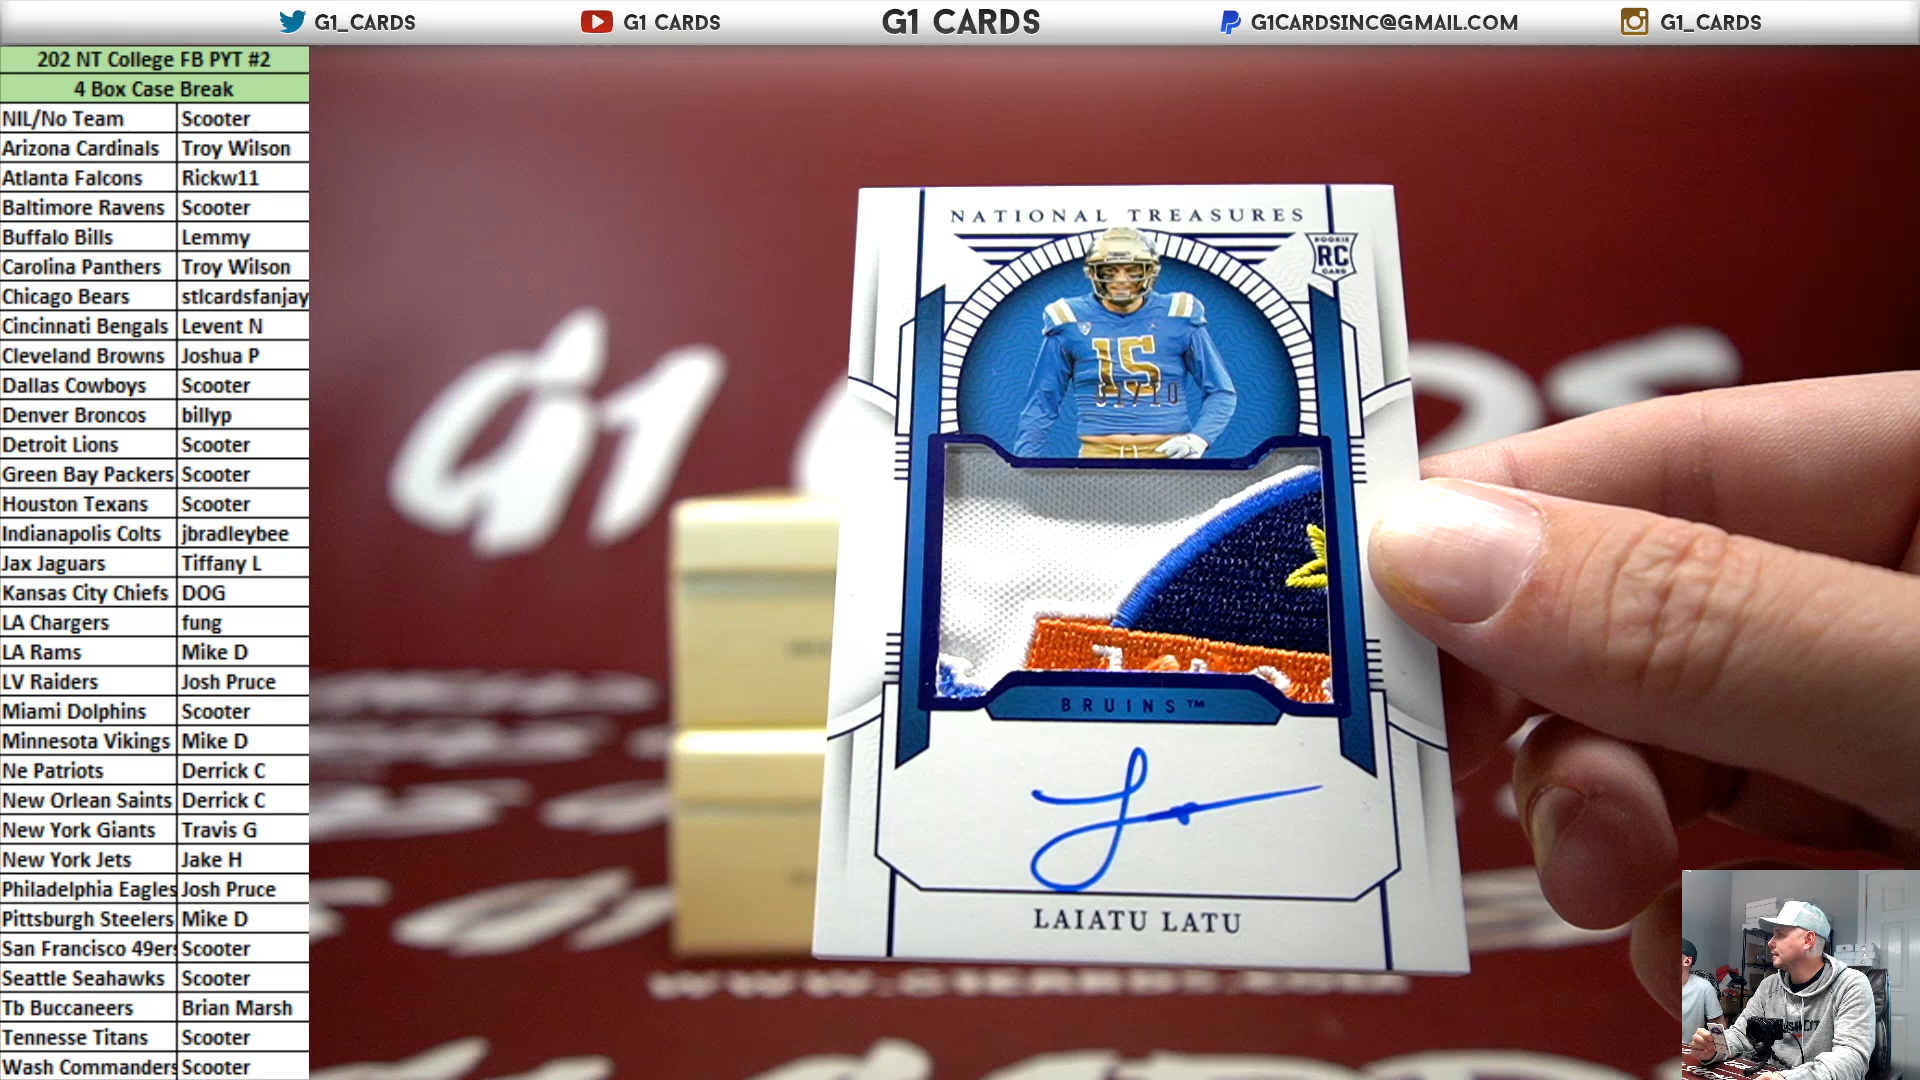 G1_CARDS
G1 CARDS
G1 CARDS
G1CARDSINC@GMAIL.COM
G1_CARDS
202 NT College FB PYT #2
4 Box Case Break
NIL/No Team Scooter
Arizona Cardinals Troy Wilson
Atlanta Falcons Rickw11
Baltimore Ravens Scooter
Buffalo Bills Lemmy
Carolina Panthers Troy Wilson
Chicago Bears stlcardsfanjay
Cincinnati Bengals Levent N
Cleveland Browns Joshua P
Dallas Cowboys Scooter
Denver Broncos billyp
Detroit Lions Scooter
Green Bay Packers Scooter
Houston Texans Scooter
Indianapolis Colts jbradleybee
Jax Jaguars Tiffany L
Kansas City Chiefs DOG
LA Chargers fung
LA Rams Mike D
LV Raiders Josh Pruce
Miami Dolphins Scooter
Minnesota Vikings Mike D
Ne Patriots Derrick C
New Orlean Saints Derrick C
New York Giants Travis G
New York Jets Jake H
Philadelphia Eagles Josh Pruce
Pittsburgh Steelers Mike D
San Francisco 49ers Scooter
Seattle Seahawks Scooter
Tb Buccaneers Brian Marsh
Tennesse Titans Scooter
Wash Commanders Scooter
NATIONAL TREASURES
ROOKIE
RC
CARD
15
BRUINS™
LAIATU LATU
G1